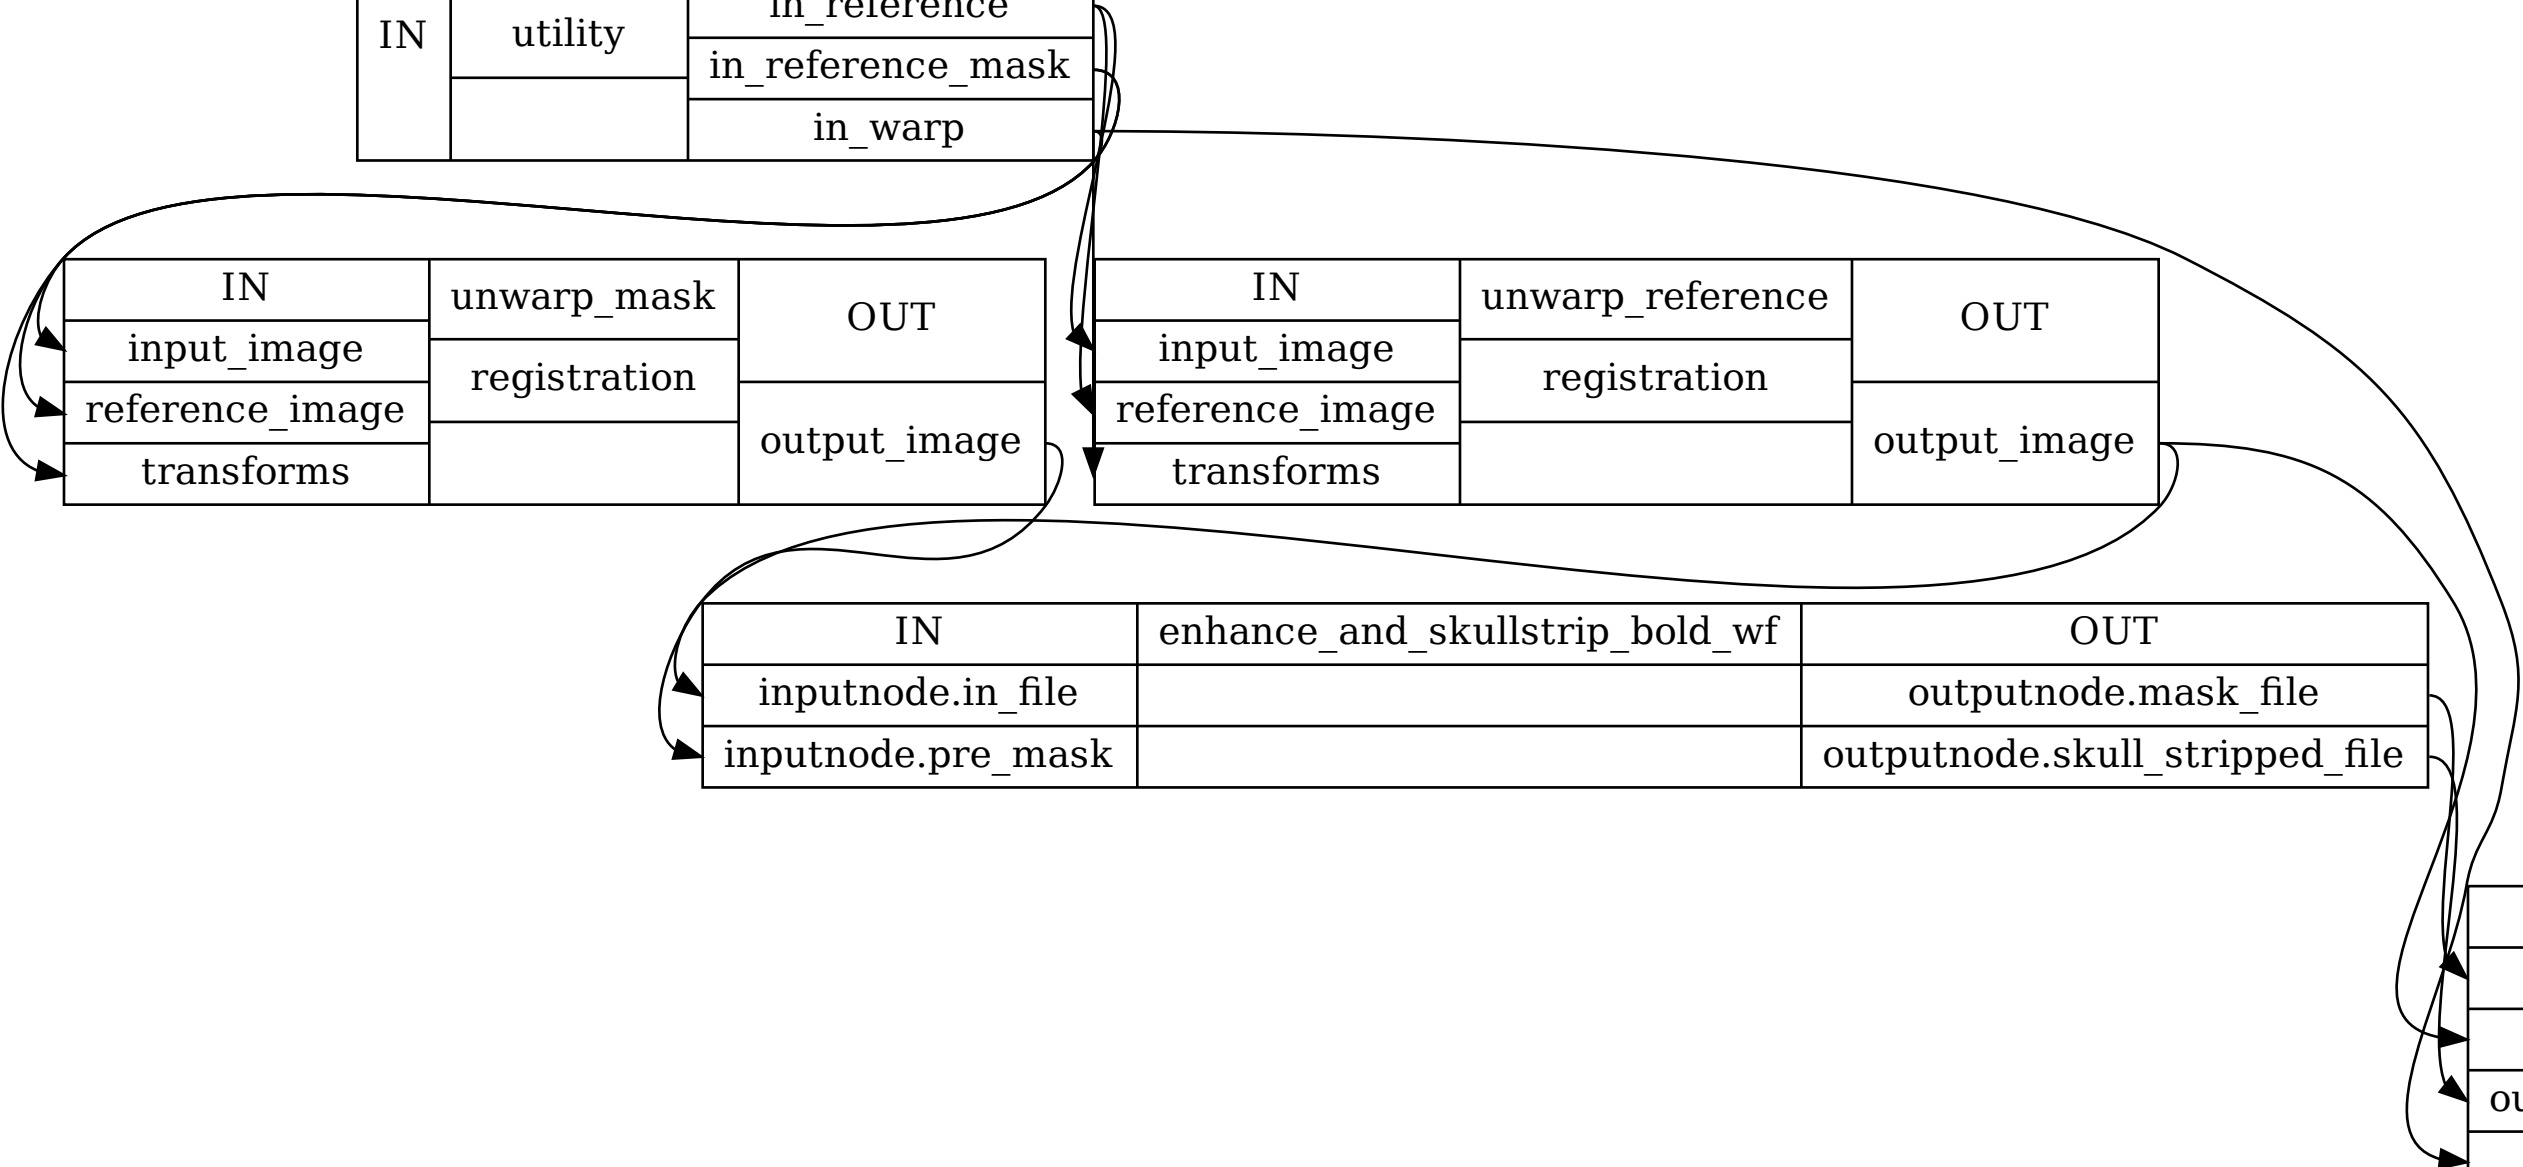 in_reference
IN
utility
in_reference_mask
in_warp
IN
unwarp_mask
OUT
input_image
registration
reference_image
output_image
transforms
IN
unwarp_reference
OUT
input_image
registration
reference_image
output_image
transforms
IN
enhance_and_skullstrip_bold_wf
OUT
inputnode.in_file
outputnode.mask_file
inputnode.pre_mask
outputnode.skull_stripped_file